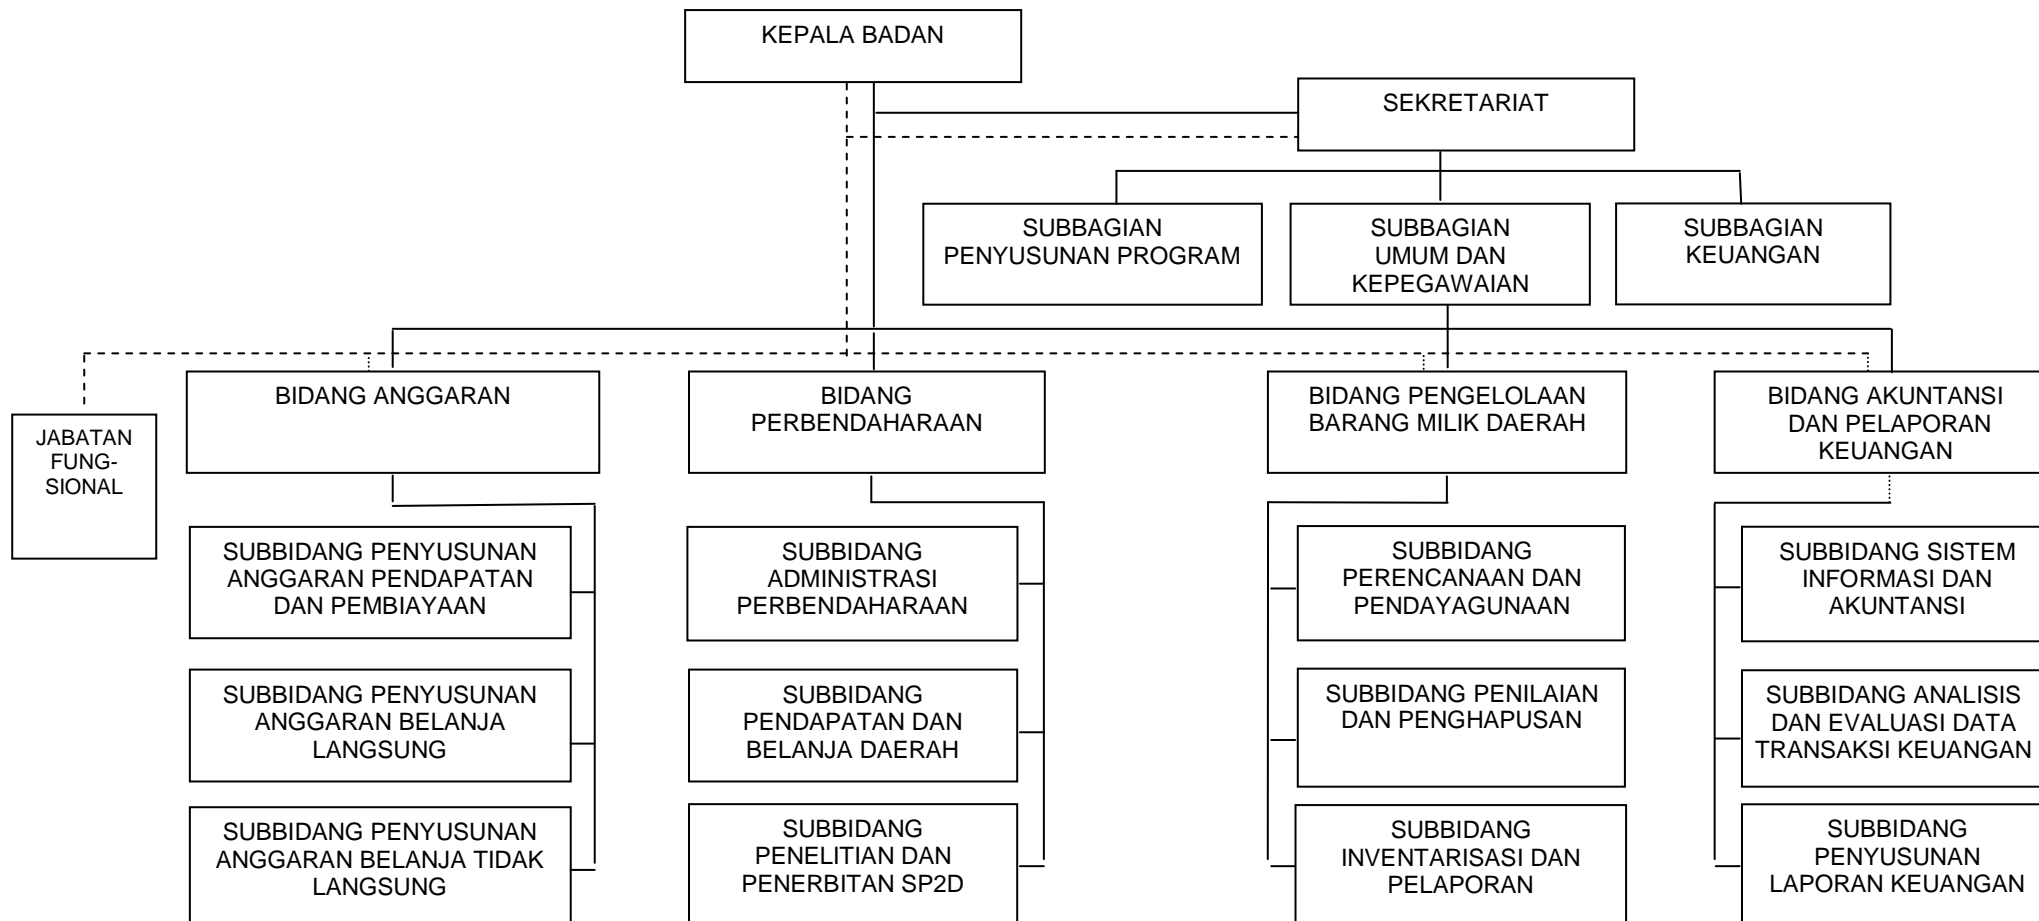 KEPALA BADAN
SEKRETARIAT
SUBBAGIAN
PENYUSUNAN PROGRAM
SUBBAGIAN
UMUM DAN
KEPEGAWAIAN
SUBBAGIAN
KEUANGAN
JABATAN
FUNG-
SIONAL
BIDANG ANGGARAN
BIDANG
PERBENDAHARAAN
BIDANG PENGELOLAAN
BARANG MILIK DAERAH
BIDANG AKUNTANSI
DAN PELAPORAN
KEUANGAN
SUBBIDANG PENYUSUNAN
ANGGARAN PENDAPATAN
DAN PEMBIAYAAN
SUBBIDANG
ADMINISTRASI
PERBENDAHARAAN
SUBBIDANG
PERENCANAAN DAN
PENDAYAGUNAAN
SUBBIDANG SISTEM
INFORMASI DAN
AKUNTANSI
SUBBIDANG PENYUSUNAN
ANGGARAN BELANJA
LANGSUNG
SUBBIDANG
PENDAPATAN DAN
BELANJA DAERAH
SUBBIDANG PENILAIAN
DAN PENGHAPUSAN
SUBBIDANG ANALISIS
DAN EVALUASI DATA
TRANSAKSI KEUANGAN
SUBBIDANG PENYUSUNAN
ANGGARAN BELANJA TIDAK
LANGSUNG
SUBBIDANG
PENELITIAN DAN
PENERBITAN SP2D
SUBBIDANG
INVENTARISASI DAN
PELAPORAN
SUBBIDANG
PENYUSUNAN
LAPORAN KEUANGAN